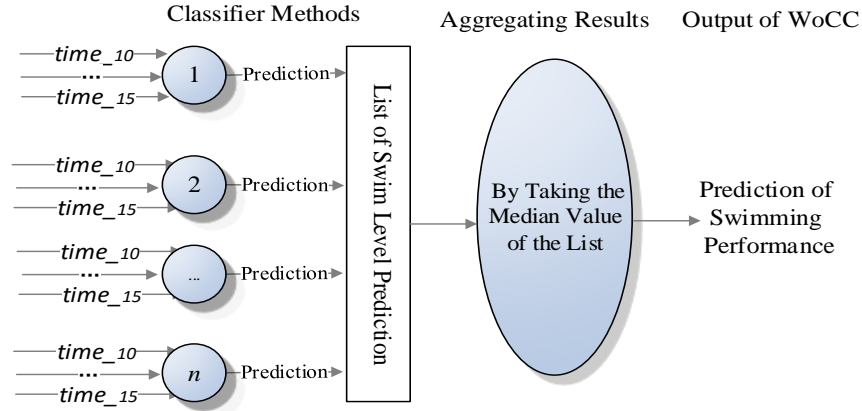 Classifier Methods
Aggregating Results
Output of WoCC
time_10
...
time_15
1
Prediction
time_10
...
time_15
2
Prediction
time_10
...
time_15
...
Prediction
time_10
...
time_15
n
Prediction
List of Swim Level Prediction
By Taking the
Median Value
of the List
Prediction of
Swimming
Performance